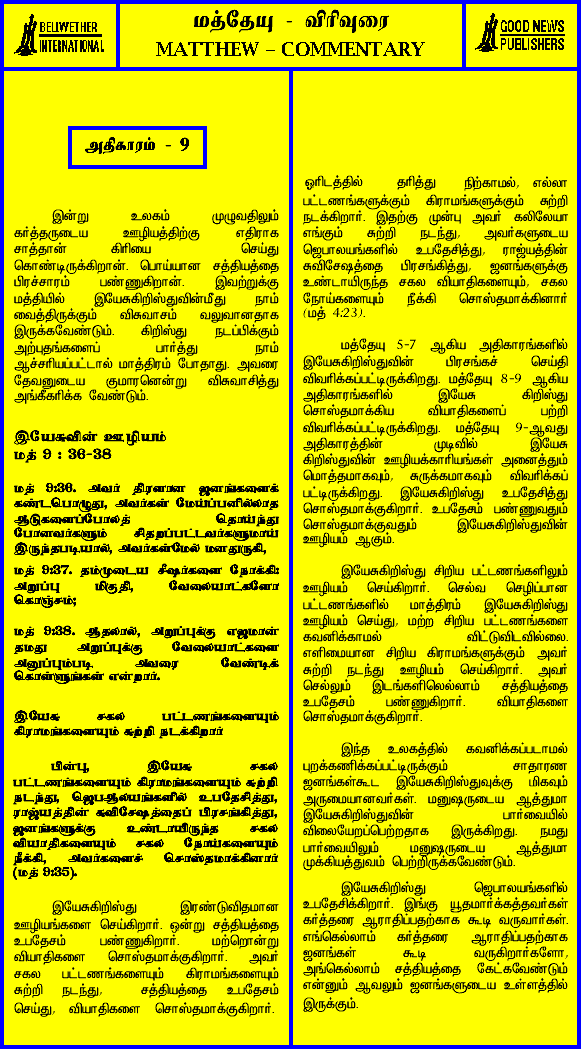 BELIWETHER
INTERNATIONAL
மத்தேயு - விரிவுரை
MATTHEW – COMMENTARY
GOOD NEWS
PUBLISHERS
அதிகாரம் - 9
இன்று உலகம் முழுவதிலும்
கர்த்தருடைய ஊழியத்திற்கு எதிராக
சாத்தான் கிரியை செய்து
கொண்டிருக்கிறான். பொய்யான சத்தியத்தை
பிரச்சாரம் பண்ணுகிறான். இவற்றுக்கு
மத்தியில் இயேசுகிறிஸ்துவின்மீது நாம்
வைத்திருக்கும் விசுவாசம் வலுவானதாக
இருக்கவேண்டும். கிறிஸ்து நடப்பிக்கும்
அற்புதங்களைப் பார்த்து நாம்
ஆச்சரியப்பட்டால் மாத்திரம் போதாது. அவரை
தேவனுடைய குமாரனென்று விசுவாசித்து
அங்கீகரிக்க வேண்டும்.
இயேசுவின் ஊழியம்
மத் 9 : 36-38
மத் 9:36. அவர் திரளான ஜனங்களைக்
கண்டபொழுது, அவர்கள் மேய்ப்பனில்லாத
ஆடுகளைப்போலத் தொய்ந்து
போனவர்களும் சிதறப்பட்டவர்களுமாய்
இருந்தபடியால், அவர்கள்மேல் மனதுருகி,
மத் 9:37. தம்முடைய சீஷர்களை நோக்கி:
அறுப்பு மிகுதி, வேலையாட்களோ
கொஞ்சம்;
மத் 9:38. ஆதலால், அறுப்புக்கு எஜமான்
தமது அறுப்புக்கு வேலையாட்களை
அனுப்பும்படி அவரை வேண்டிக்
கொள்ளுங்கள் என்றார்.
இயேசு சகல பட்டணங்களையும்
கிராமங்களையும் சுற்றி நடக்கிறார்
பின்பு, இயேசு சகல
பட்டணங்களையும் கிராமங்களையும் சுற்றி
நடந்து, ஜெபஆலயங்களில் உபதேசித்து,
ராஜ்யத்தின் சுவிசேஷத்தைப் பிரசங்கித்து,
ஜனங்களுக்கு உண்டாயிருந்த சகல
வியாதிகளையும் சகல நோய்களையும்
நீக்கி, அவர்களைச் சொஸ்தமாக்கினார்
(மத் 9:35).
இயேசுகிறிஸ்து இரண்டுவிதமான
ஊழியங்களை செய்கிறார். ஒன்று சத்தியத்தை
உபதேசம் பண்ணுகிறார். மற்றொன்று
வியாதிகளை சொஸ்தமாக்குகிறார். அவர்
சகல பட்டணங்களையும் கிராமங்களையும்
சுற்றி நடந்து, சத்தியத்தை உபதேசம்
செய்து, வியாதிகளை சொஸ்தமாக்குகிறார்.
ஓரிடத்தில் தரித்து நிற்காமல், எல்லா
பட்டணங்களுக்கும் கிராமங்களுக்கும் சுற்றி
நடக்கிறார். இதற்கு முன்பு அவர் கலிலேயா
எங்கும் சுற்றி நடந்து, அவர்களுடைய
ஜெபாலயங்களில் உபதேசித்து, ராஜ்யத்தின்
சுவிசேஷத்தை பிரசங்கித்து, ஜனங்களுக்கு
உண்டாயிருந்த சகல வியாதிகளையும், சகல
நோய்களையும் நீக்கி சொஸ்தமாக்கினார்
(மத் 4:23).
மத்தேயு 5-7 ஆகிய அதிகாரங்களில்
இயேசுகிறிஸ்துவின் பிரசங்கச் செய்தி
விவரிக்கப்பட்டிருக்கிறது. மத்தேயு 8-9 ஆகிய
அதிகாரங்களில் இயேசு கிறிஸ்து
சொஸ்தமாக்கிய வியாதிகளைப் பற்றி
விவரிக்கப்பட்டிருக்கிறது. மத்தேயு 9-ஆவது
அதிகாரத்தின் முடிவில் இயேசு
கிறிஸ்துவின் ஊழியக்காரியங்கள் அனைத்தும்
மொத்தமாகவும், சுருக்கமாகவும் விவரிக்கப்
பட்டிருக்கிறது. இயேசுகிறிஸ்து உபதேசித்து
சொஸ்தமாக்குகிறார். உபதேசம் பண்ணுவதும்
சொஸ்தமாக்குவதும் இயேசுகிறிஸ்துவின்
ஊழியம் ஆகும்.
இயேசுகிறிஸ்து சிறிய பட்டணங்களிலும்
ஊழியம் செய்கிறார். செல்வ செழிப்பான
பட்டணங்களில் மாத்திரம் இயேசுகிறிஸ்து
ஊழியம் செய்து, மற்ற சிறிய பட்டணங்களை
கவனிக்காமல் விட்டுவிடவில்லை.
எளிமையான சிறிய கிராமங்களுக்கும் அவர்
சுற்றி நடந்து ஊழியம் செய்கிறார். அவர்
செல்லும் இடங்களிலெல்லாம் சத்தியத்தை
உபதேசம் பண்ணுகிறார். வியாதிகளை
சொஸ்தமாக்குகிறார்.
இந்த உலகத்தில் கவனிக்கப்படாமல்
புறக்கணிக்கப்பட்டிருக்கும் சாதாரண
ஜனங்கள்கூட இயேசுகிறிஸ்துவுக்கு மிகவும்
அருமையானவர்கள். மனுஷருடைய ஆத்துமா
இயேசுகிறிஸ்துவின் பார்வையில்
விலையேறப்பெற்றதாக இருக்கிறது. நமது
பார்வையிலும் மனுஷருடைய ஆத்துமா
முக்கியத்துவம் பெற்றிருக்கவேண்டும்.
இயேசுகிறிஸ்து ஜெபாலயங்களில்
உபதேசிக்கிறார். இங்கு யூதமார்க்கத்தவர்கள்
கர்த்தரை ஆராதிப்பதற்காக கூடி வருவார்கள்.
எங்கெல்லாம் கர்த்தரை ஆராதிப்பதற்காக
ஜனங்கள் கூடி வருகிறார்களோ,
அங்கெல்லாம் சத்தியத்தை கேட்கவேண்டும்
என்னும் ஆவலும் ஜனங்களுடைய உள்ளத்தில்
இருக்கும்.